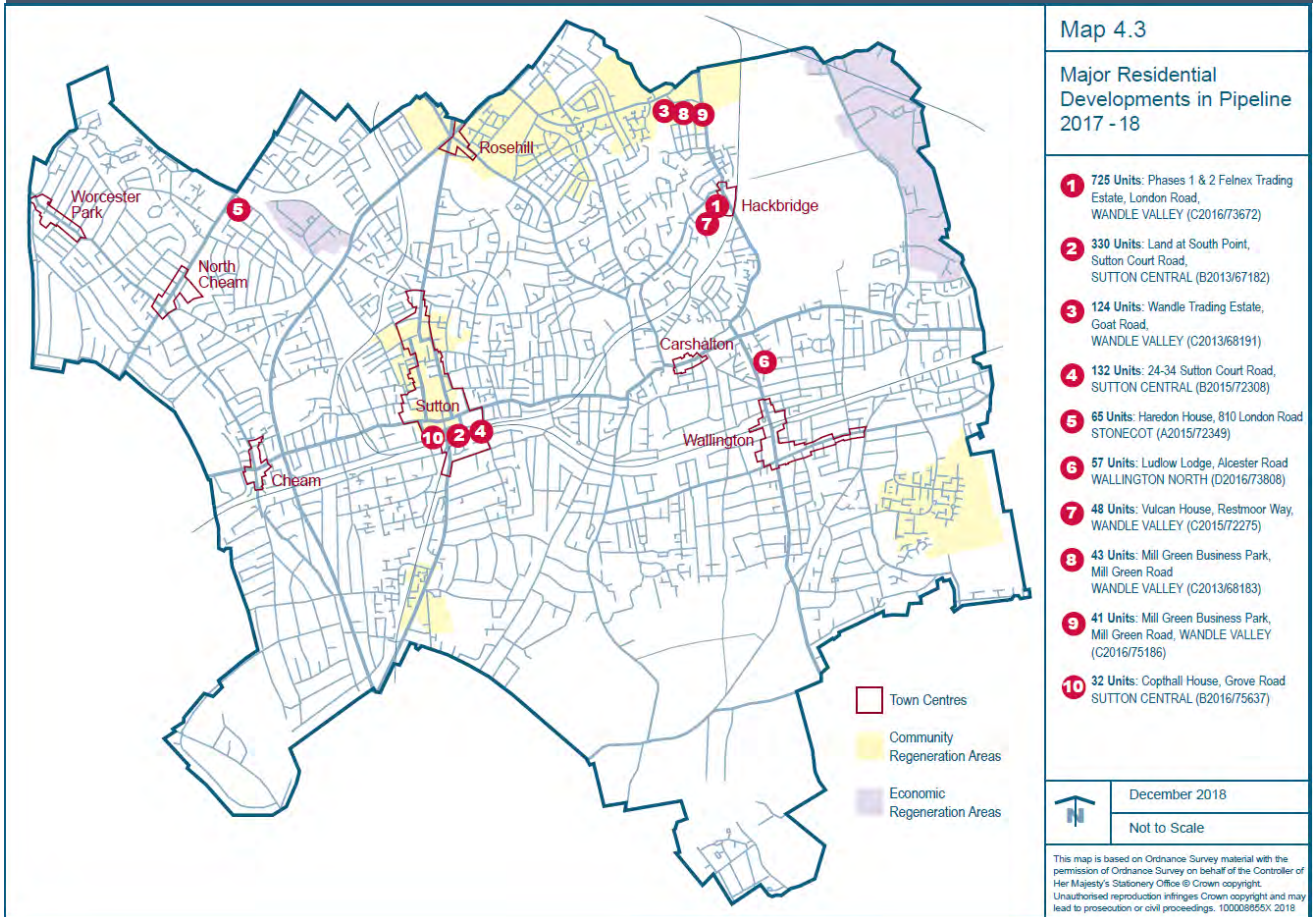 Map 4.3
Major Residential
Developments in Pipeline
2017 - 18
1 725 Units: Phases 1 & 2 Felnex Trading
Estate, London Road,
WANDLE VALLEY (C2016/73672)
2 330 Units: Land at South Point,
Sutton Court Road,
SUTTON CENTRAL (B2013/67182)
3 124 Units: Wandle Trading Estate,
Goat Road,
WANDLE VALLEY (C2013/68191)
4 132 Units: 24-34 Sutton Court Road,
SUTTON CENTRAL (B2015/72308)
5 65 Units: Haredon House, 810 London Road
STONECOT (A2015/72349)
6 57 Units: Ludlow Lodge, Alcester Road
WALLINGTON NORTH (D2016/73808)
7 48 Units: Vulcan House, Restmoor Way,
WANDLE VALLEY (C2015/72275)
8 43 Units: Mill Green Business Park,
Mill Green Road
WANDLE VALLEY (C2013/68183)
9 41 Units: Mill Green Business Park,
Mill Green Road, WANDLE VALLEY
(C2016/75186)
10 32 Units: Copthall House, Grove Road
SUTTON CENTRAL (B2016/75637)
N
December 2018
Not to Scale
This map is based on Ordnance Survey material with the
permission of Ordnance Survey on behalf of the Controller of
Her Majesty's Stationery Office © Crown copyright.
Unauthorised reproduction infringes Crown copyright and may
lead to prosecution or civil proceedings. 100008655X 2018
3 8 9
Rosehill
Worcester
Park
5
1
Hackbridge
7
North
Cheam
Carshalton
6
Sutton
10 2 4
Wallington
Cheam
Town Centres
Community
Regeneration Areas
Economic
Regeneration Areas